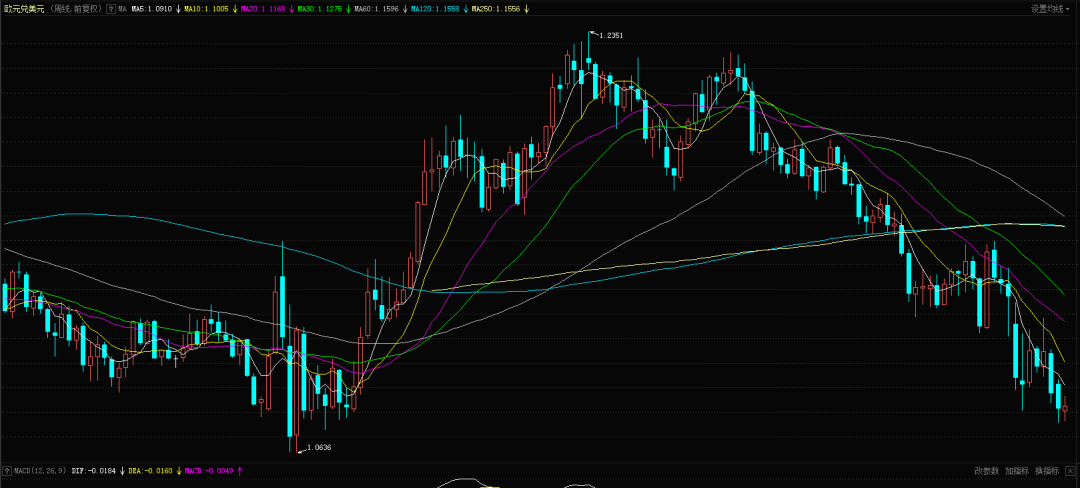 欧元兑美元 (周线 前复权) ? MA MA5:1.0910 ↓ MA10:1.1005 ↓ MA20:1.1168 ↓ MA30:1.1275 ↓ MA60:1.1596 ↓ MA120:1.1558 ↓ MA250:1.1556 ↓ 设置均线
1.2351
1.0636
? MACD(12,26,9) DIF:-0.0184 ↓ DEA:-0.0160 ↓ MACD:-0.0049 ↑ 改参数 加指标 换指标